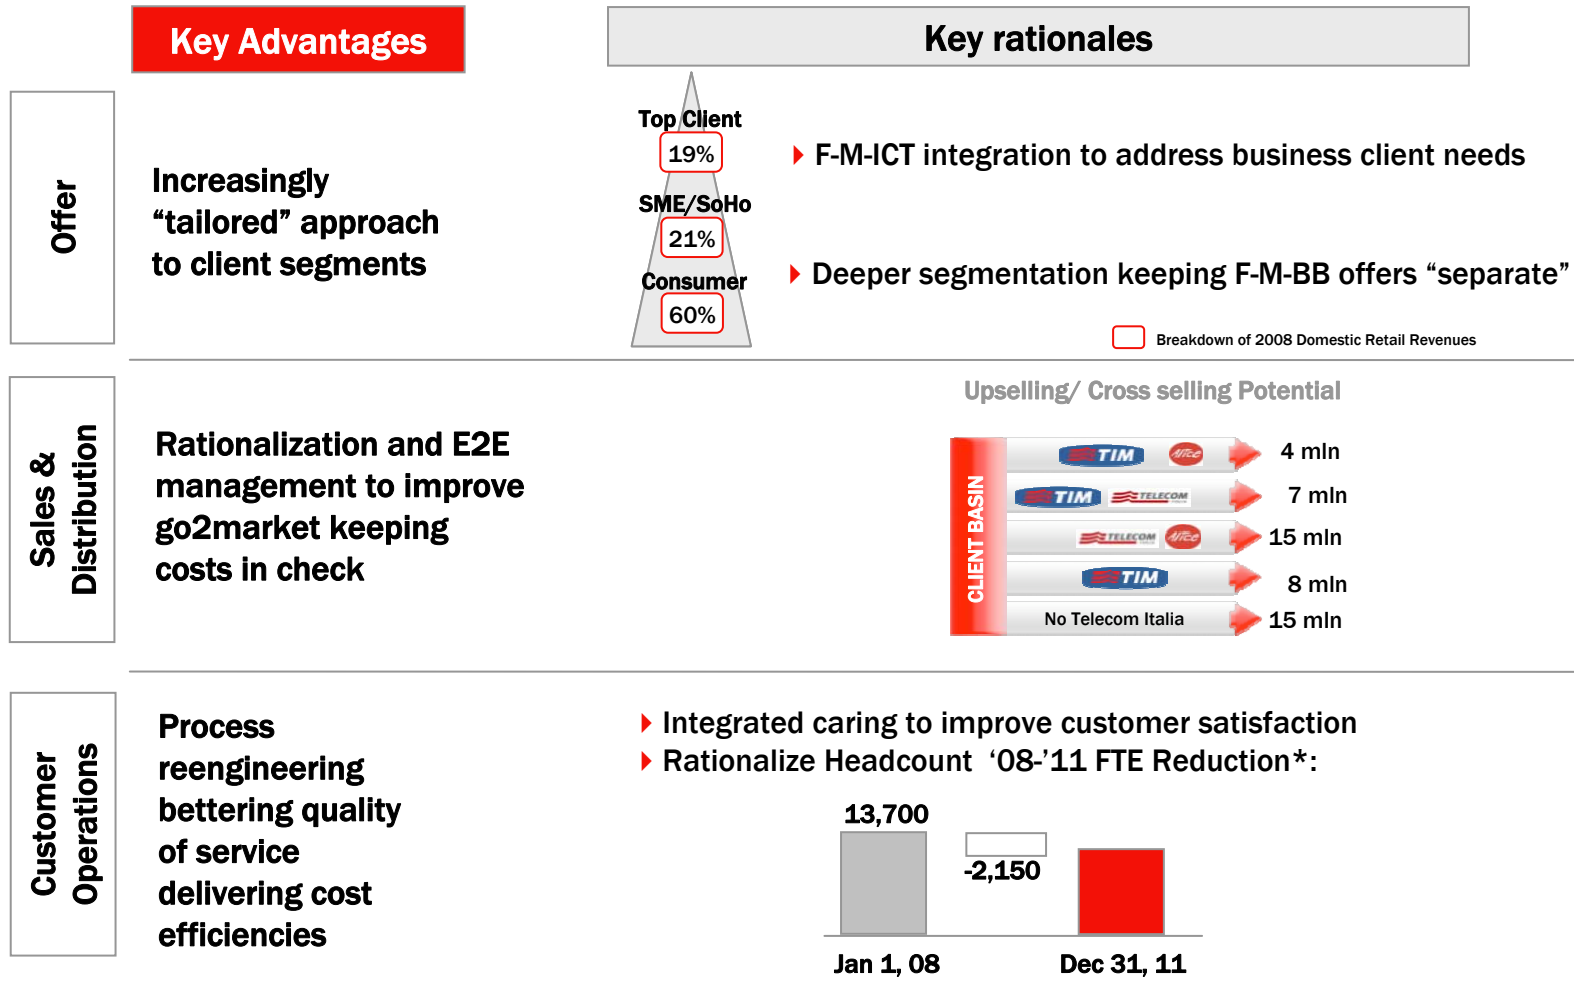 Key Advantages
Key rationales
Offer
Increasingly
“tailored” approach
to client segments
Top Client
19%
SME/SoHo
21%
Consumer
60%
F-M-ICT integration to address business client needs
Deeper segmentation keeping F-M-BB offers “separate”
Breakdown of 2008 Domestic Retail Revenues
Sales &
Distribution
Rationalization and E2E
management to improve
go2market keeping
costs in check
Upselling/ Cross selling Potential
CLIENT BASIN
TIM Alice 4 mln
TIM TELECOM 7 mln
TELECOM Alice 15 mln
TIM 8 mln
No Telecom Italia 15 mln
Customer
Operations
Process
reengineering
bettering quality
of service
delivering cost
efficiencies
Integrated caring to improve customer satisfaction
Rationalize Headcount ‘08-’11 FTE Reduction*:
13,700
-2,150
Jan 1, 08
Dec 31, 11